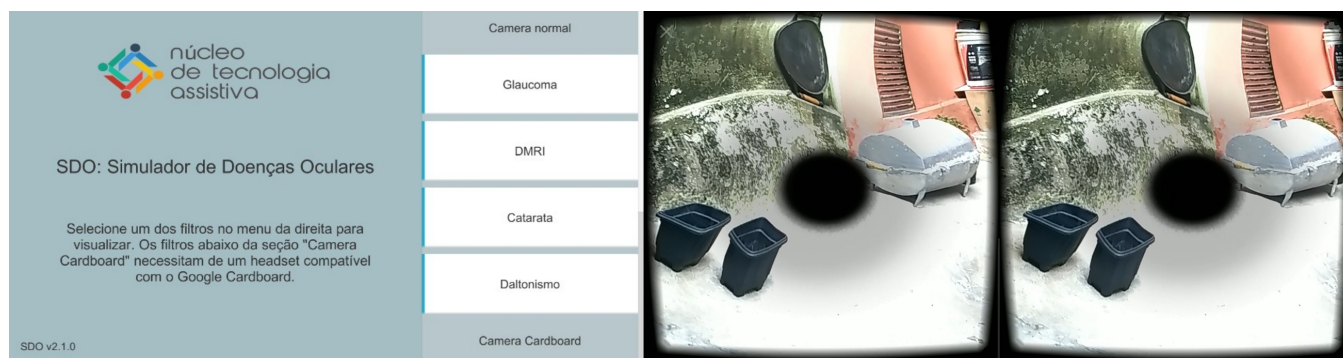 núcleo
de tecnologia
assistiva
SDO: Simulador de Doenças Oculares
Selecione um dos filtros no menu da direita para
visualizar. Os filtros abaixo da seção "Camera
Cardboard" necessitam de um headset compatível
com o Google Cardboard.
SDO v2.1.0
Camera normal
Glaucoma
DMRI
Catarata
Daltonismo
Camera Cardboard